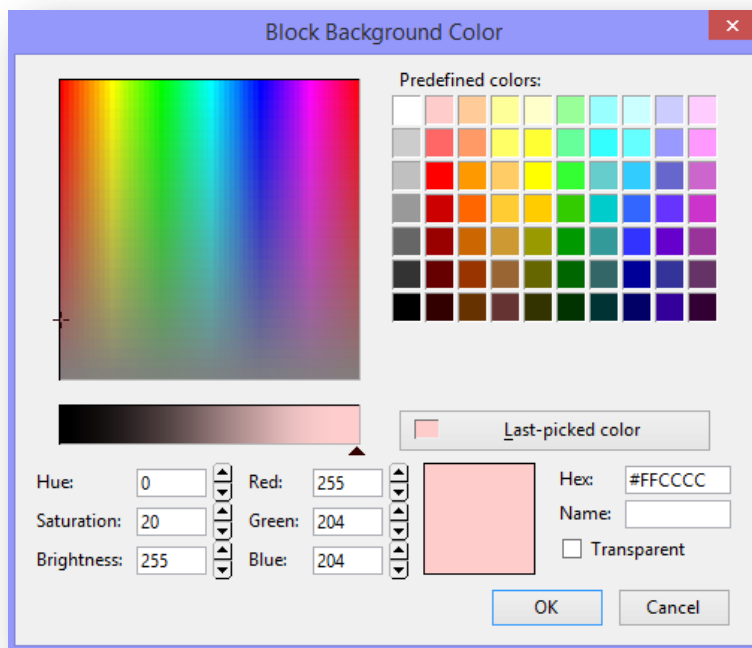 Block Background Color
Predefined colors:
Last-picked color
Hue: 0 Red: 255 Hex: #FFCCCC
Saturation: 20 Green: 204 Name:
Brightness: 255 Blue: 204 Transparent
OK Cancel